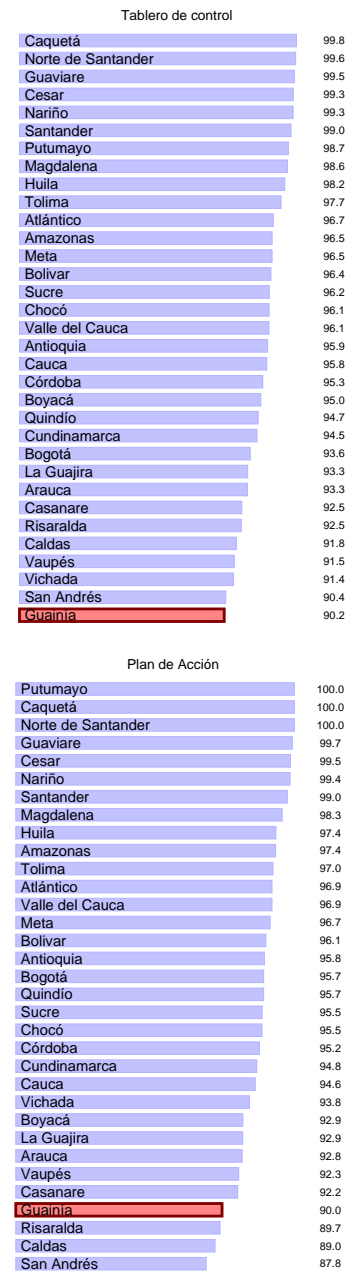 Tablero de control
Caquetá 99.8
Norte de Santander 99.6
Guaviare 99.5
Cesar 99.3
Nariño 99.3
Santander 99.0
Putumayo 98.7
Magdalena 98.6
Huila 98.2
Tolima 97.7
Atlántico 96.7
Amazonas 96.5
Meta 96.5
Bolivar 96.4
Sucre 96.2
Chocó 96.1
Valle del Cauca 96.1
Antioquia 95.9
Cauca 95.8
Córdoba 95.3
Boyacá 95.0
Quindío 94.7
Cundinamarca 94.5
Bogotá 93.6
La Guajira 93.3
Arauca 93.3
Casanare 92.5
Risaralda 92.5
Caldas 91.8
Vaupés 91.5
Vichada 91.4
San Andrés 90.4
Guainía 90.2
Plan de Acción
Putumayo 100.0
Caquetá 100.0
Norte de Santander 100.0
Guaviare 99.7
Cesar 99.5
Nariño 99.4
Santander 99.0
Magdalena 98.3
Huila 97.4
Amazonas 97.4
Tolima 97.0
Atlántico 96.9
Valle del Cauca 96.9
Meta 96.7
Bolivar 96.1
Antioquia 95.8
Bogotá 95.7
Quindío 95.7
Sucre 95.5
Chocó 95.5
Córdoba 95.2
Cundinamarca 94.8
Cauca 94.6
Vichada 93.8
Boyacá 92.9
La Guajira 92.9
Arauca 92.8
Vaupés 92.3
Casanare 92.2
Guainía 90.0
Risaralda 89.7
Caldas 89.0
San Andrés 87.8